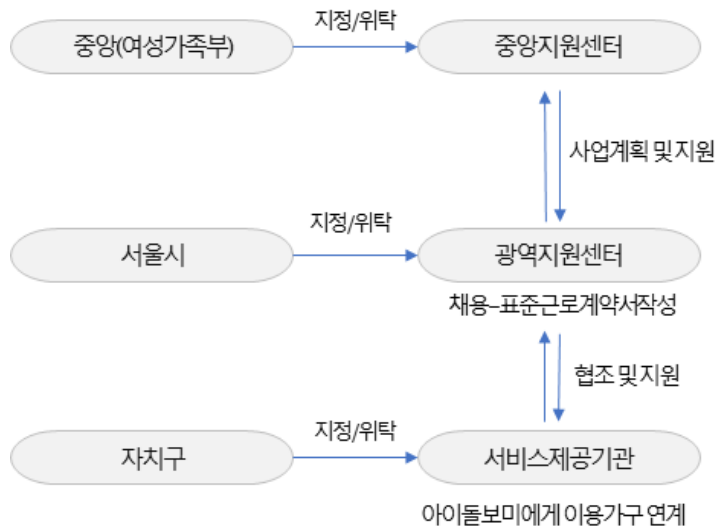 지정/위탁
중앙(여성가족부)
중앙지원센터
사업계획 및 지원
지정/위탁
서울시
광역지원센터
채용-표준근로계약서작성
협조 및 지원
지정/위탁
자치구
서비스제공기관
아이돌보미에게 이용가구 연계